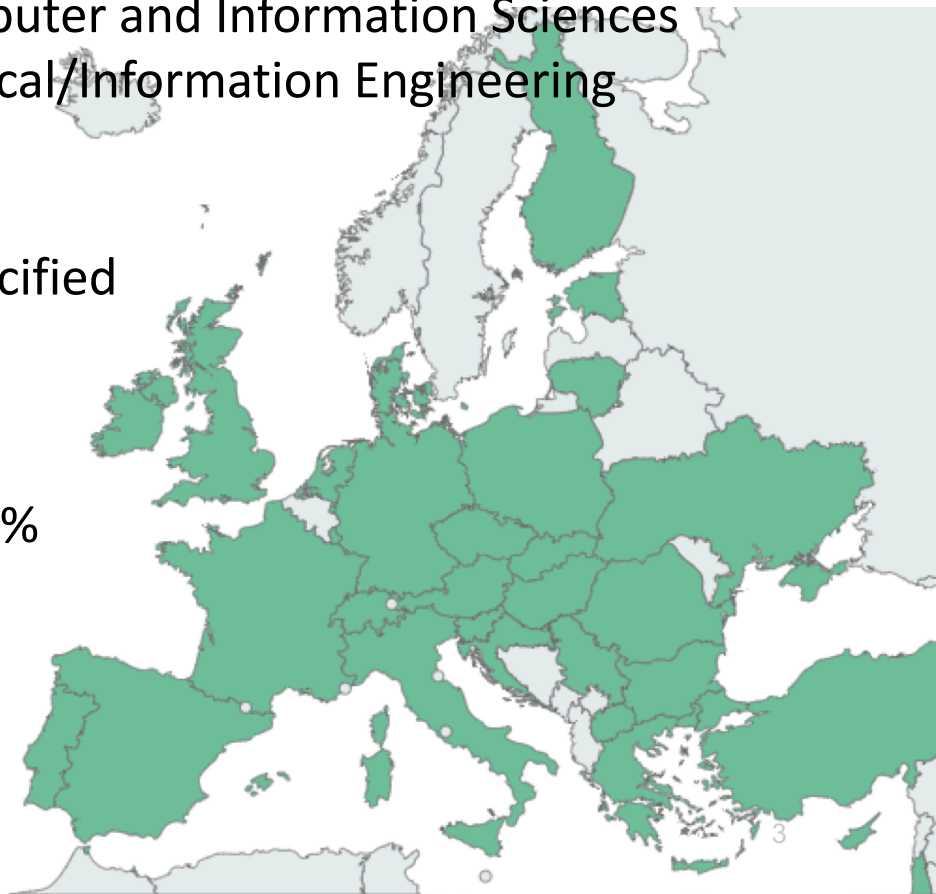 puter and Information Sciences
cal/Information Engineering
cified
%
3